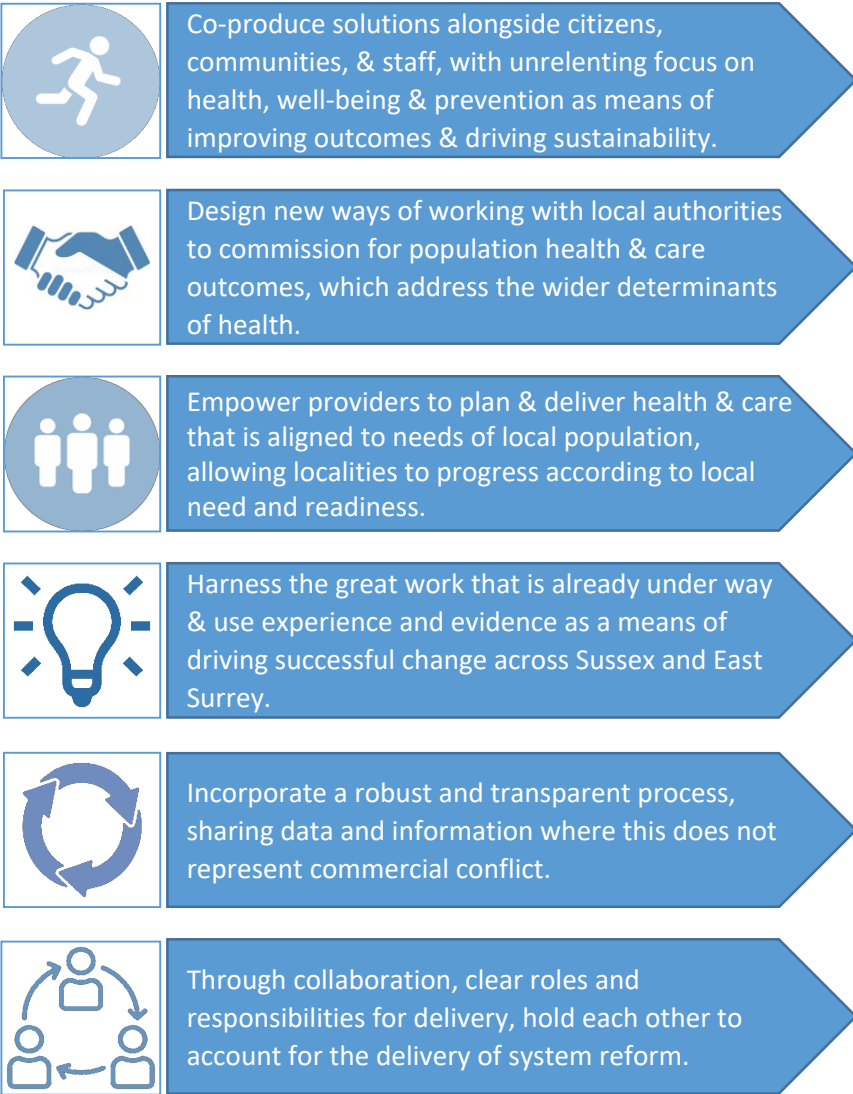 Co-produce solutions alongside citizens,
communities, & staff, with unrelenting focus on
health, well-being & prevention as means of
improving outcomes & driving sustainability.
Design new ways of working with local authorities
to commission for population health & care
outcomes, which address the wider determinants
of health.
Empower providers to plan & deliver health & care
that is aligned to needs of local population,
allowing localities to progress according to local
need and readiness.
Harness the great work that is already under way
& use experience and evidence as a means of
driving successful change across Sussex and East
Surrey.
Incorporate a robust and transparent process,
sharing data and information where this does not
represent commercial conflict.
Through collaboration, clear roles and
responsibilities for delivery, hold each other to
account for the delivery of system reform.